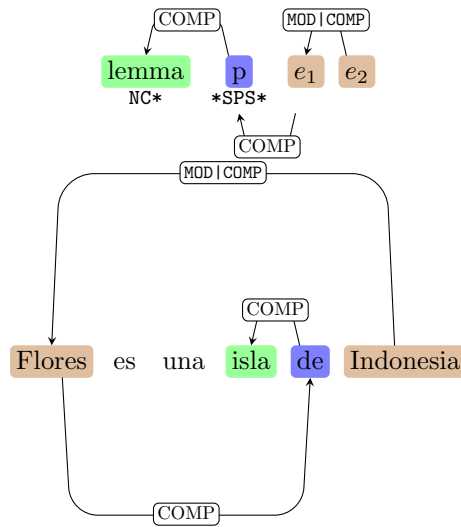 COMP MOD|COMP
lemma p e₁ e₂
NC* *SPS*
COMP
MOD|COMP
COMP
Flores es una isla de Indonesia
COMP